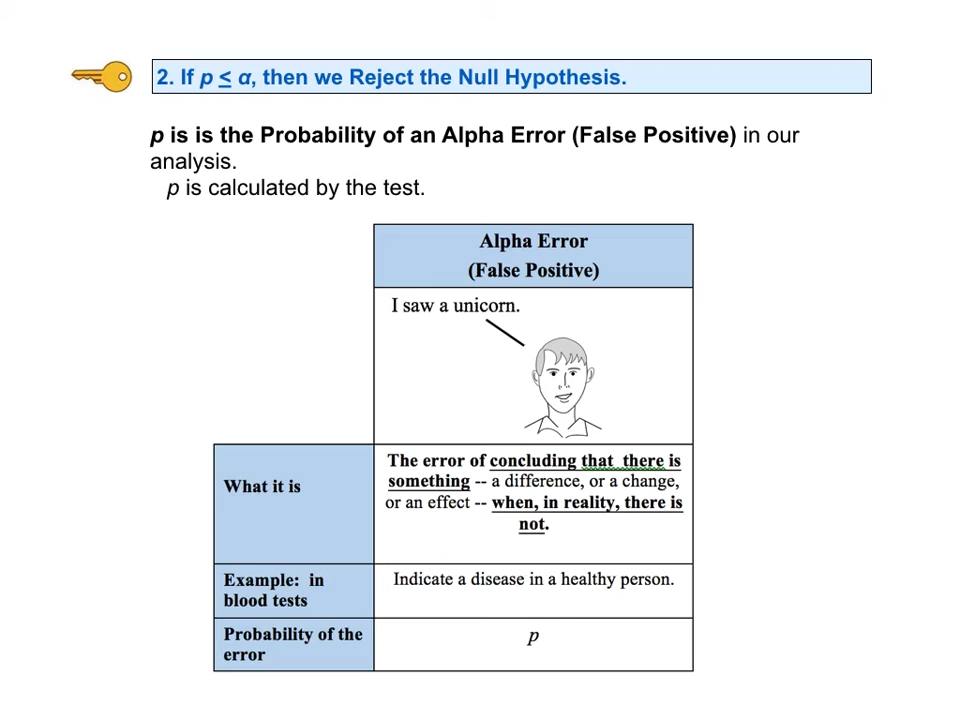 2. If p ≤ α, then we Reject the Null Hypothesis.
p is is the Probability of an Alpha Error (False Positive) in our
analysis.
p is calculated by the test.
Alpha Error
(False Positive)
I saw a unicorn.
What it is
The error of concluding that there is
something -- a difference, or a change,
or an effect -- when, in reality, there is
not.
Example: in
blood tests
Indicate a disease in a healthy person.
Probability of the
error
p